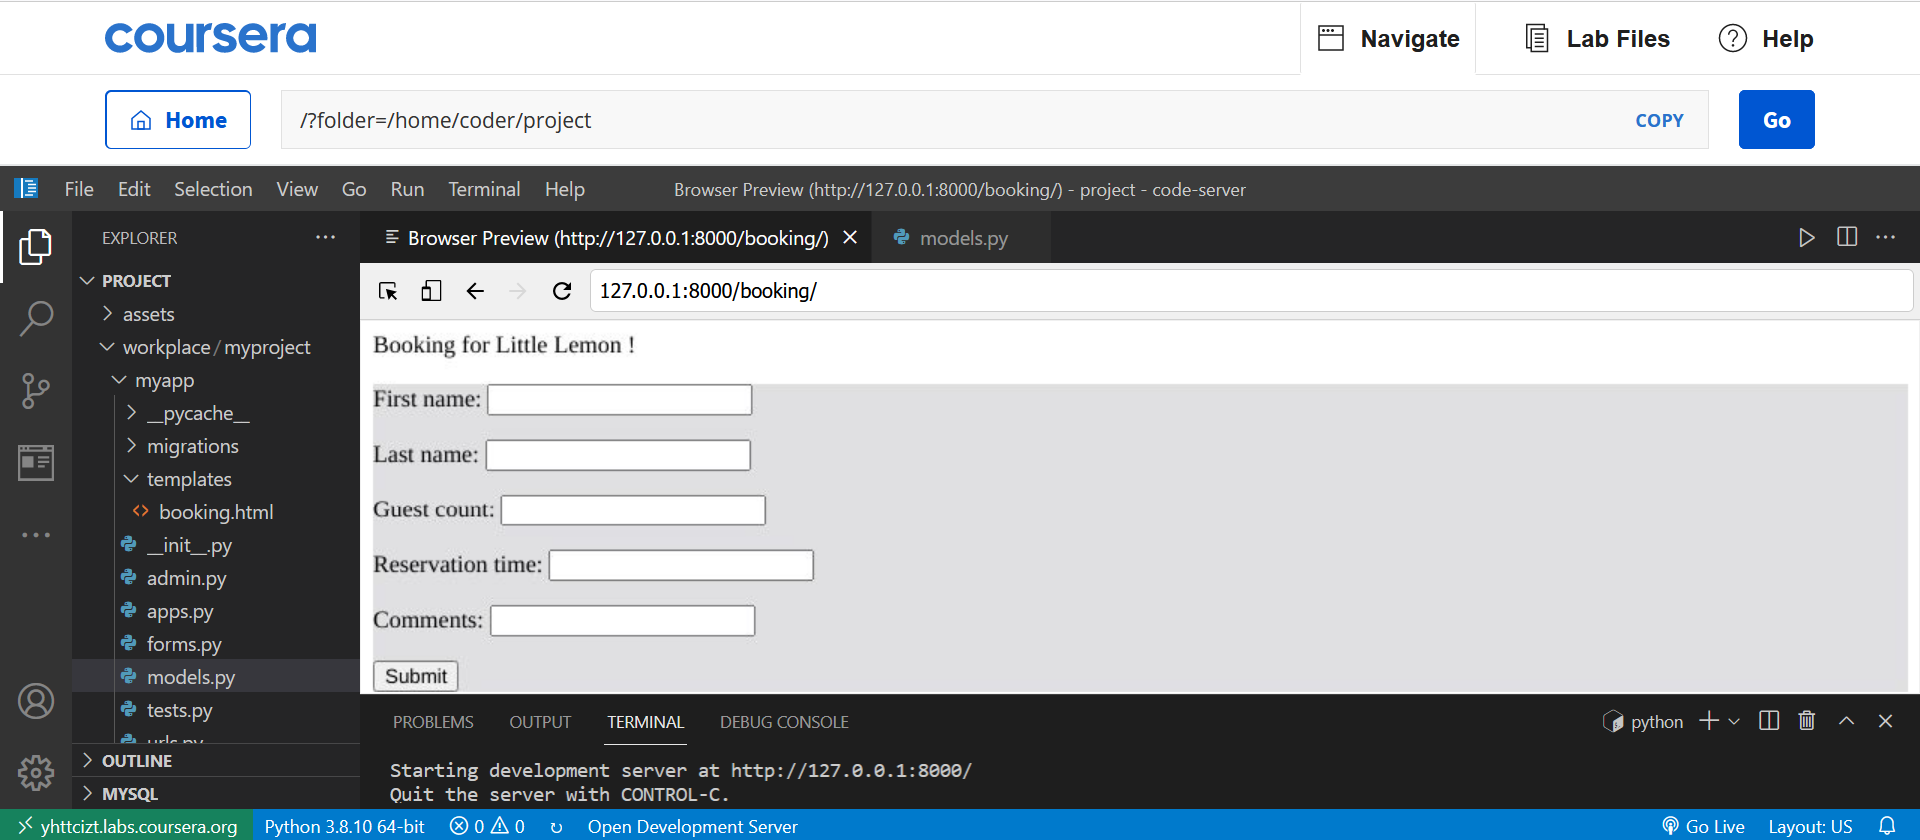 coursera
Navigate
Lab Files
Help
Home
/?folder=/home/coder/project
COPY
Go
File Edit Selection View Go Run Terminal Help
Browser Preview (http://127.0.0.1:8000/booking/) - project - code-server
EXPLORER
Browser Preview (http://127.0.0.1:8000/booking/)
models.py
PROJECT
assets
workplace / myproject
myapp
__pycache__
migrations
templates
booking.html
__init__.py
admin.py
apps.py
forms.py
models.py
tests.py
urls.py
OUTLINE
MYSQL
127.0.0.1:8000/booking/
Booking for Little Lemon !
First name:
Last name:
Guest count:
Reservation time:
Comments:
Submit
PROBLEMS OUTPUT TERMINAL DEBUG CONSOLE
python
Starting development server at http://127.0.0.1:8000/
Quit the server with CONTROL-C.
yhttcizt.labs.coursera.org
Python 3.8.10 64-bit
0 0
Open Development Server
Go Live
Layout: US